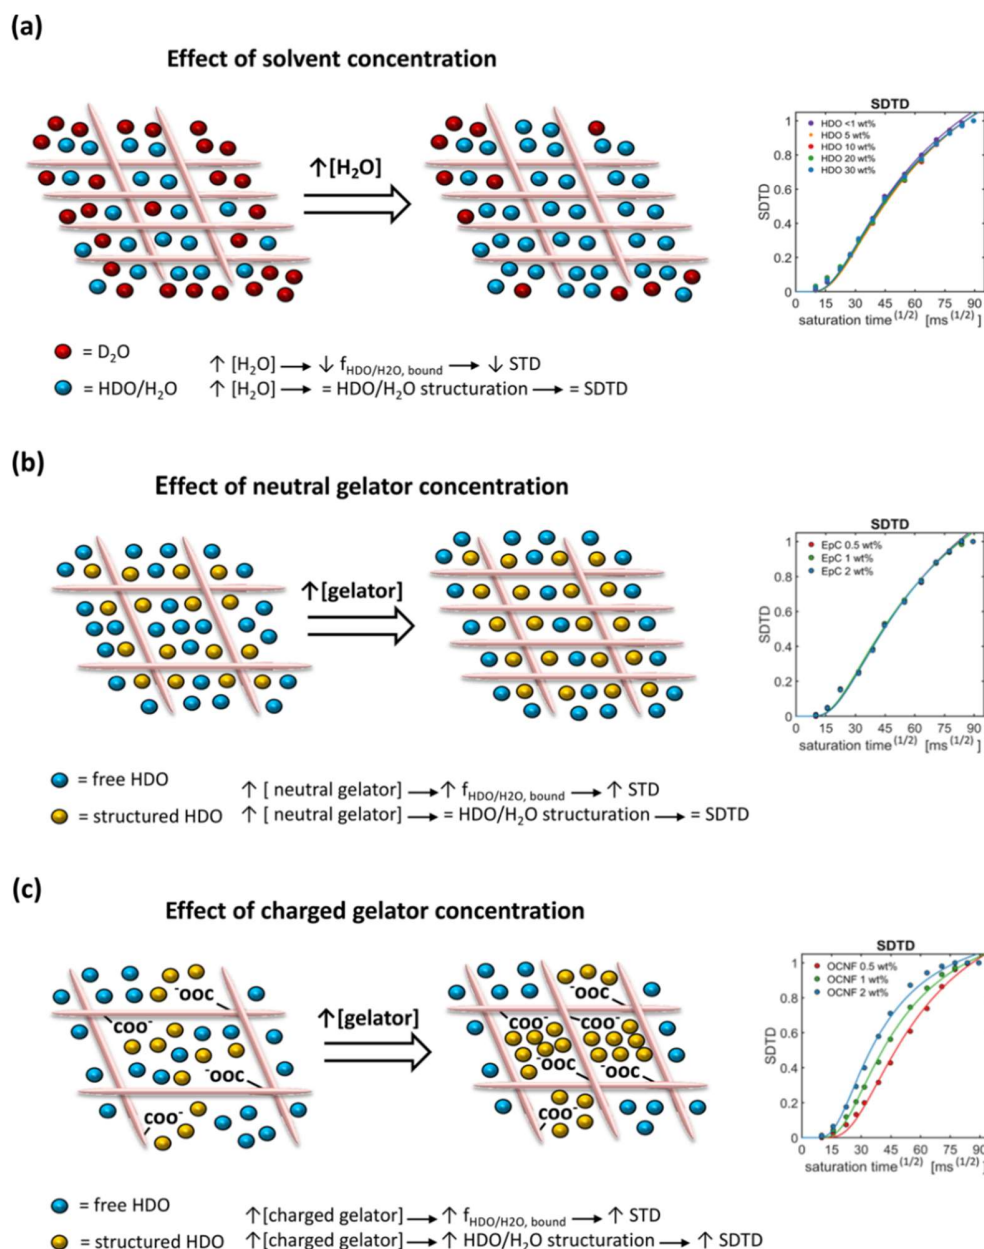 (a)
Effect of solvent concentration
↑[H₂O]
SDTD
HDO <1 wt%
HDO 5 wt%
HDO 10 wt%
HDO 20 wt%
HDO 30 wt%
SDTD
1
0.8
0.6
0.4
0.2
0
0 15 30 45 60 75 90
saturation time^(1/2) [ms^(1/2)]
= D₂O
= HDO/H₂O
↑ [H₂O] → ↓ f_HDO/H2O, bound → ↓ STD
↑ [H₂O] → = HDO/H₂O structuration → = SDTD
(b)
Effect of neutral gelator concentration
↑[gelator]
SDTD
EpC 0.5 wt%
EpC 1 wt%
EpC 2 wt%
SDTD
1
0.8
0.6
0.4
0.2
0
0 15 30 45 60 75 90
saturation time^(1/2) [ms^(1/2)]
= free HDO
= structured HDO
↑ [ neutral gelator] → ↑ f_HDO/H2O, bound → ↑ STD
↑ [ neutral gelator] → = HDO/H₂O structuration → = SDTD
(c)
Effect of charged gelator concentration
⁻OOC
COO⁻
⁻OOC
COO⁻
↑[gelator]
⁻OOC
COO⁻ COO⁻
⁻OOC ⁻OOC
COO⁻
SDTD
OCNF 0.5 wt%
OCNF 1 wt%
OCNF 2 wt%
SDTD
1
0.8
0.6
0.4
0.2
0
0 15 30 45 60 75 90
saturation time^(1/2) [ms^(1/2)]
= free HDO
= structured HDO
↑[charged gelator] → ↑ f_HDO/H2O, bound → ↑ STD
↑[charged gelator] → ↑ HDO/H₂O structuration → ↑ SDTD